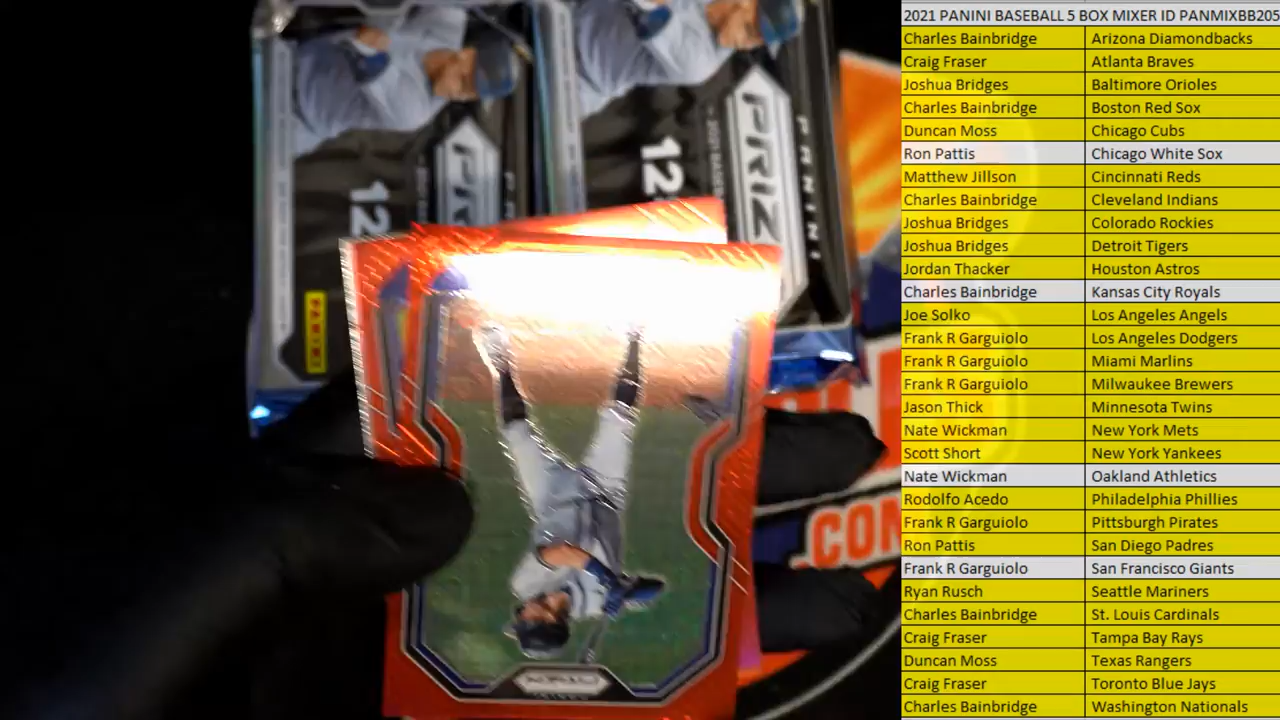 2021 PANINI BASEBALL 5 BOX MIXER ID PANMIXBB205
Charles Bainbridge Arizona Diamondbacks
Craig Fraser Atlanta Braves
Joshua Bridges Baltimore Orioles
Charles Bainbridge Boston Red Sox
Duncan Moss Chicago Cubs
Ron Pattis Chicago White Sox
Matthew Jillson Cincinnati Reds
Charles Bainbridge Cleveland Indians
Joshua Bridges Colorado Rockies
Joshua Bridges Detroit Tigers
Jordan Thacker Houston Astros
Charles Bainbridge Kansas City Royals
Joe Solko Los Angeles Angels
Frank R Garguiolo Los Angeles Dodgers
Frank R Garguiolo Miami Marlins
Frank R Garguiolo Milwaukee Brewers
Jason Thick Minnesota Twins
Nate Wickman New York Mets
Scott Short New York Yankees
Nate Wickman Oakland Athletics
Rodolfo Acedo Philadelphia Phillies
Frank R Garguiolo Pittsburgh Pirates
Ron Pattis San Diego Padres
Frank R Garguiolo San Francisco Giants
Ryan Rusch Seattle Mariners
Charles Bainbridge St. Louis Cardinals
Craig Fraser Tampa Bay Rays
Duncan Moss Texas Rangers
Craig Fraser Toronto Blue Jays
Charles Bainbridge Washington Nationals
PANINI
PRIZ
12
PRIZ
12
PANINI
CON